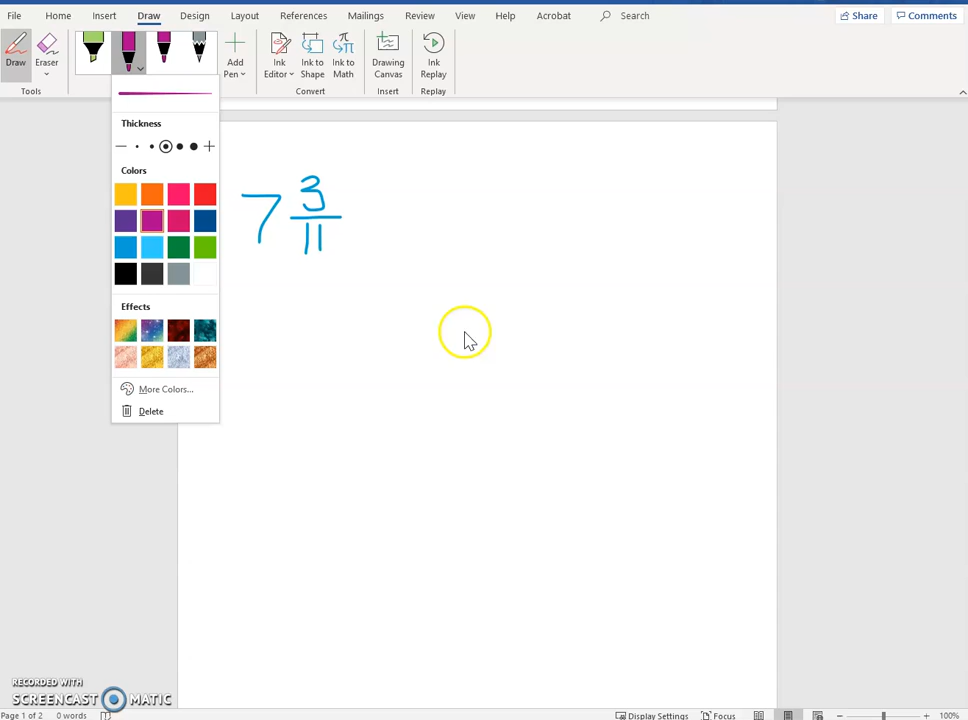 File Home Insert Draw Design Layout References Mailings Review View Help Acrobat Search Share Comments
Draw Eraser Add Pen Ink Editor Ink to Shape Ink to Math Drawing Canvas Ink Replay
Tools Convert Insert Replay
Thickness
Colors
Effects
More Colors...
Delete
7 3/11
RECORDED WITH
SCREENCAST MATIC
Page 1 of 2 0 words Display Settings Focus 100%